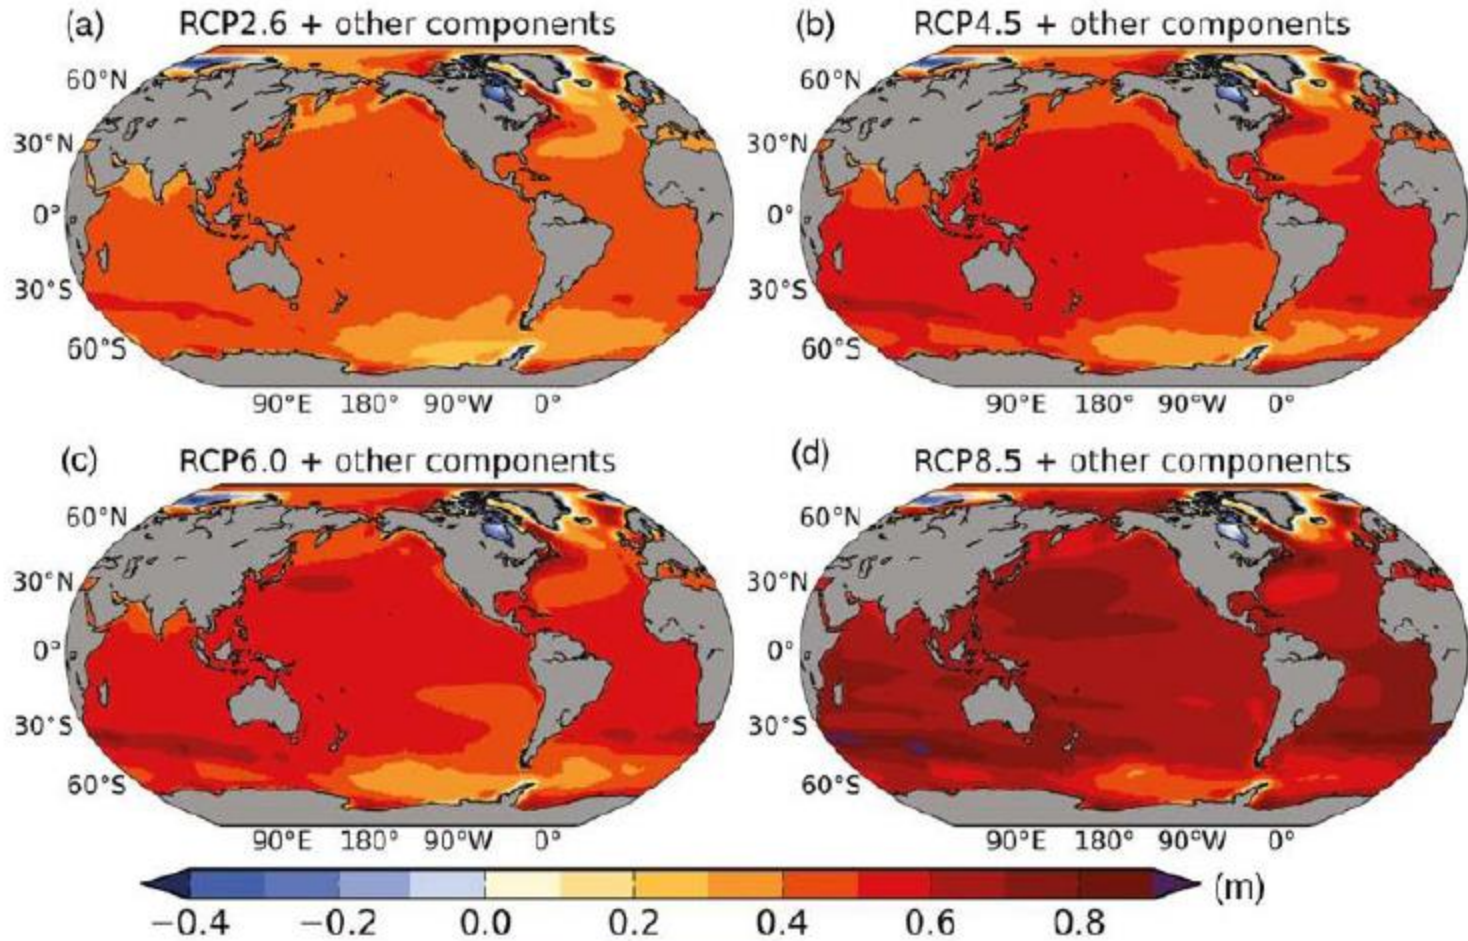 (a) RCP2.6 + other components
60°N
30°N
0°
30°S
60°S
90°E 180° 90°W 0°
(b) RCP4.5 + other components
60°N
30°N
0°
30°S
60°S
90°E 180° 90°W 0°
(c) RCP6.0 + other components
60°N
30°N
0°
30°S
60°S
90°E 180° 90°W 0°
(d) RCP8.5 + other components
60°N
30°N
0°
30°S
60°S
90°E 180° 90°W 0°
−0.4 −0.2 0.0 0.2 0.4 0.6 0.8 (m)